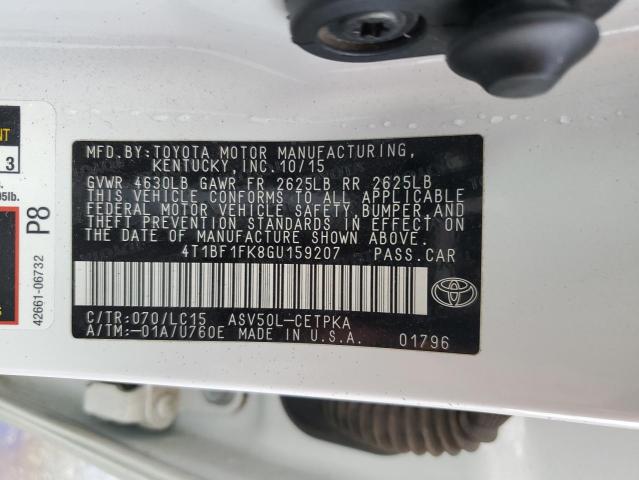 MFD.BY:TOYOTA MOTOR MANUFACTURING,
KENTUCKY, INC.10/15
GVWR 4630LB GAWR FR 2625LB RR 2625LB
THIS VEHICLE CONFORMS TO ALL APPLICABLE
FEDERAL MOTOR VEHICLE SAFETY,BUMPER,AND
THEFT PREVENTION STANDARDS IN EFFECT ON
THE DATE OF MANUFACTURE SHOWN ABOVE.
4T1BF1FK8GU159207 PASS.CAR
C/TR:070/LC15 ASV50L-CETPKA
A/TM:-01A/U760E MADE IN U.S.A. 01796
3
P8
42661-06732